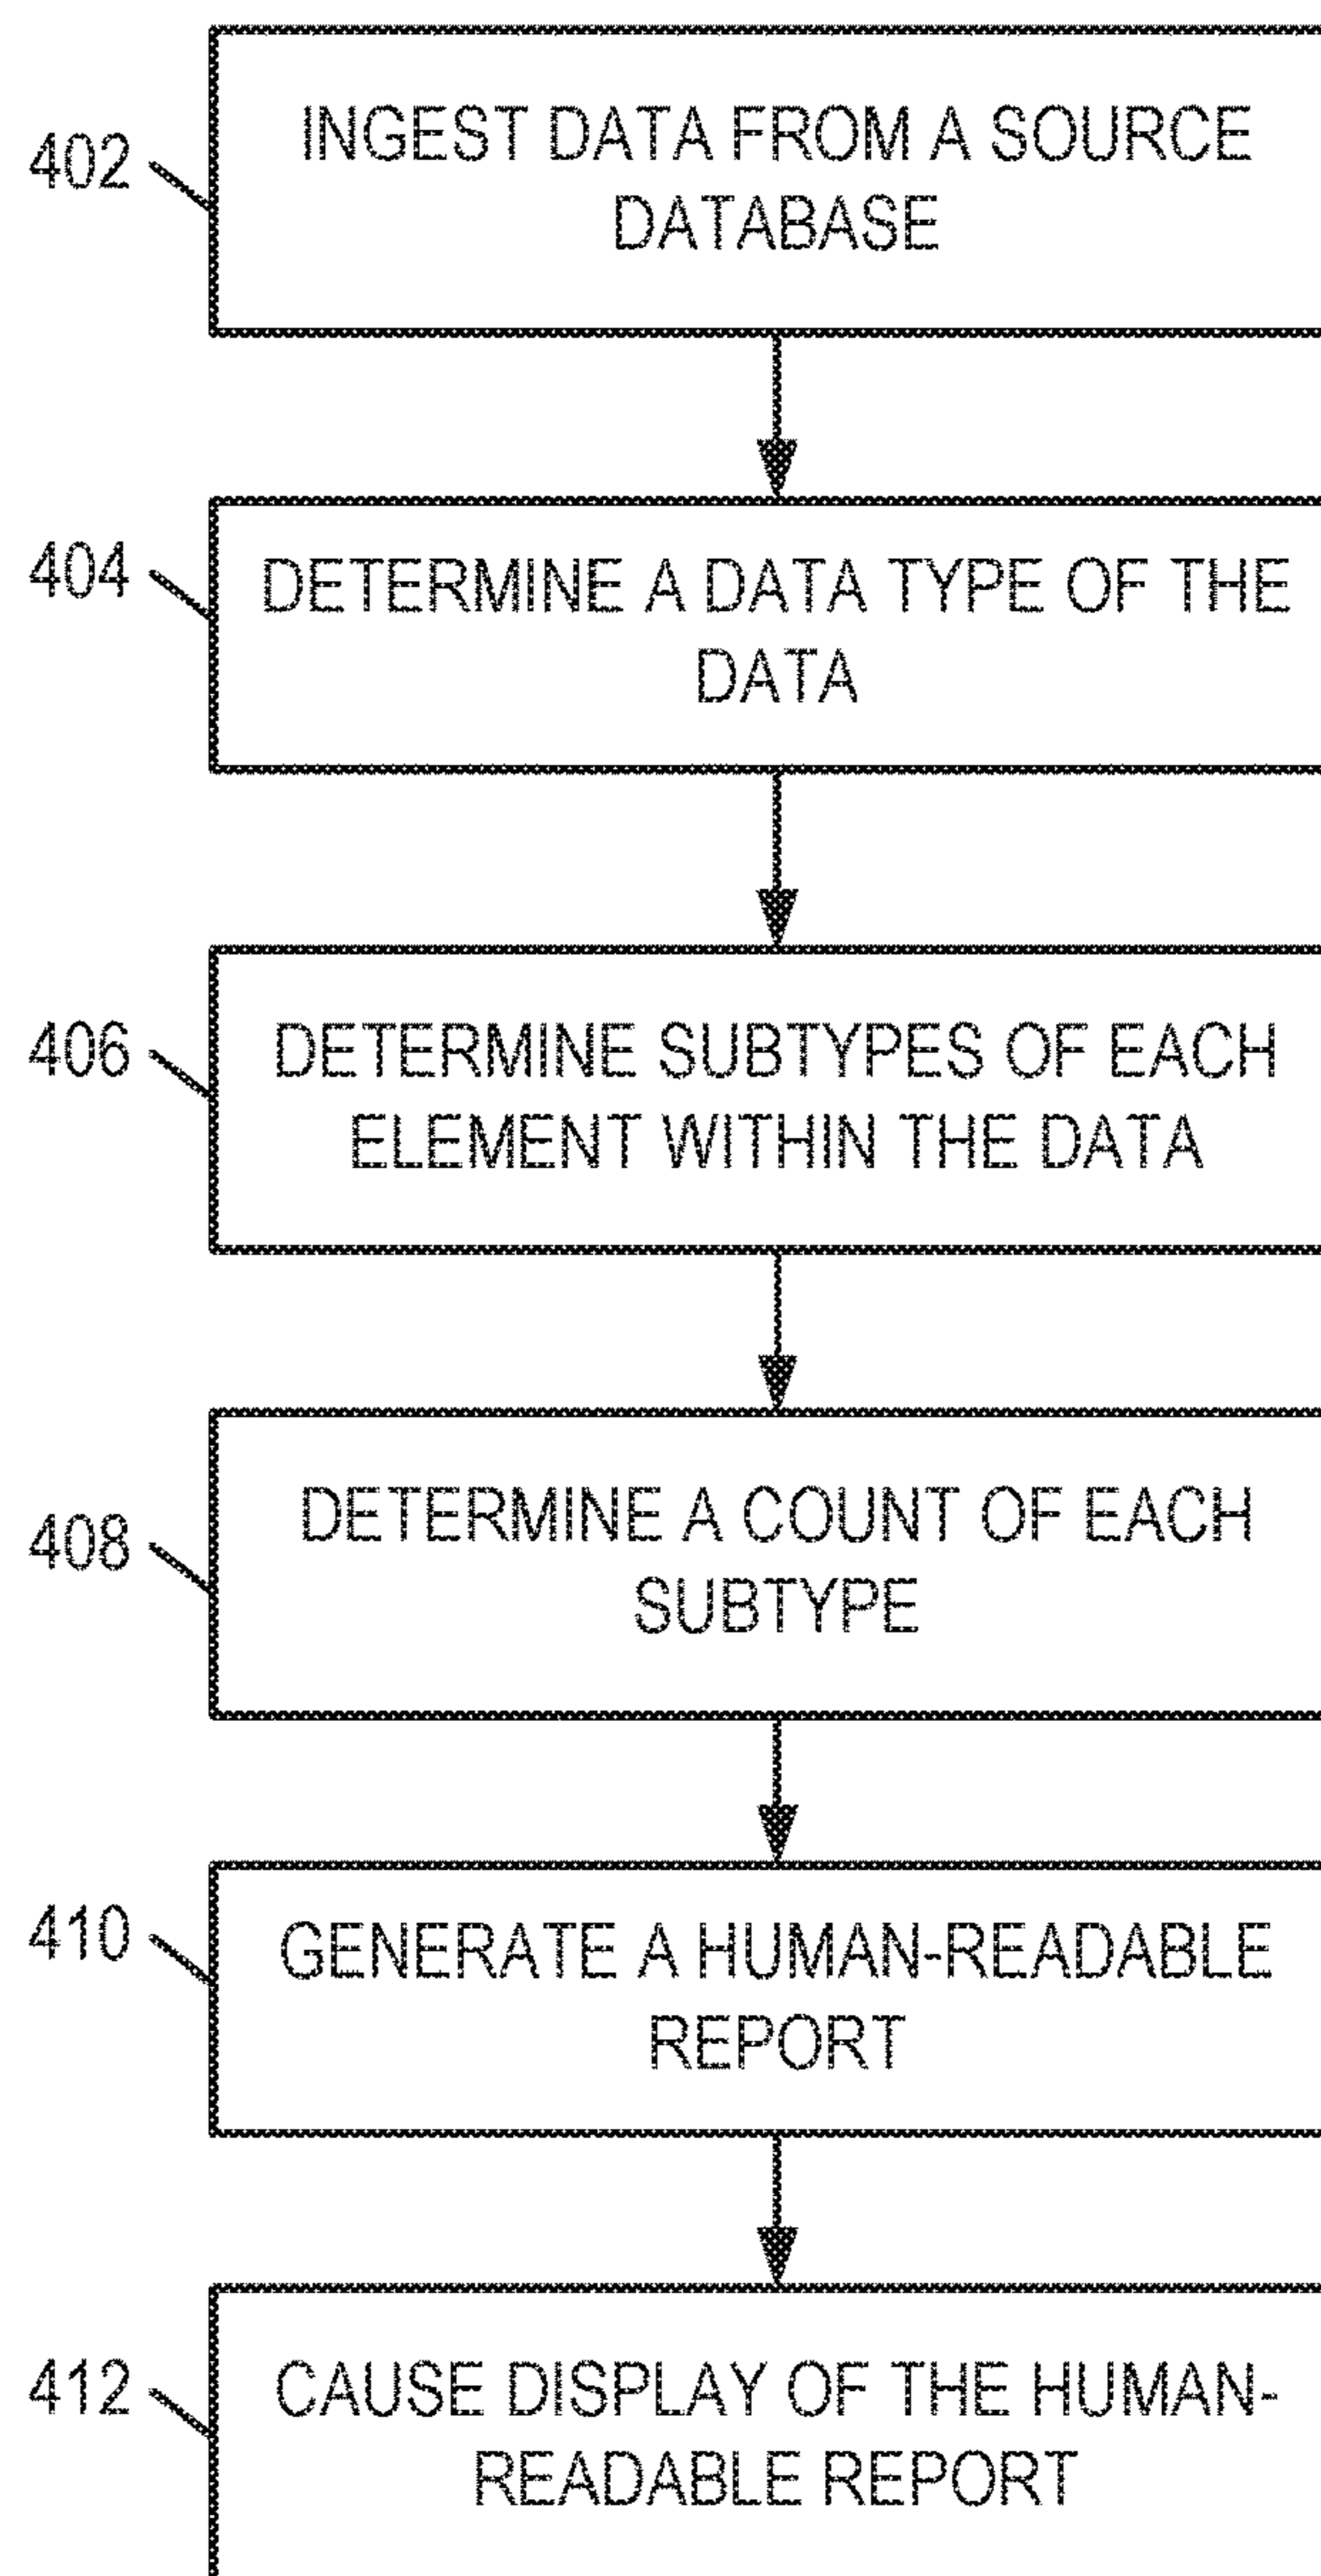 402
INGEST DATA FROM A SOURCE
DATABASE
404
DETERMINE A DATA TYPE OF THE
DATA
406
DETERMINE SUBTYPES OF EACH
ELEMENT WITHIN THE DATA
408
DETERMINE A COUNT OF EACH
SUBTYPE
410
GENERATE A HUMAN-READABLE
REPORT
412
CAUSE DISPLAY OF THE HUMAN-
READABLE REPORT